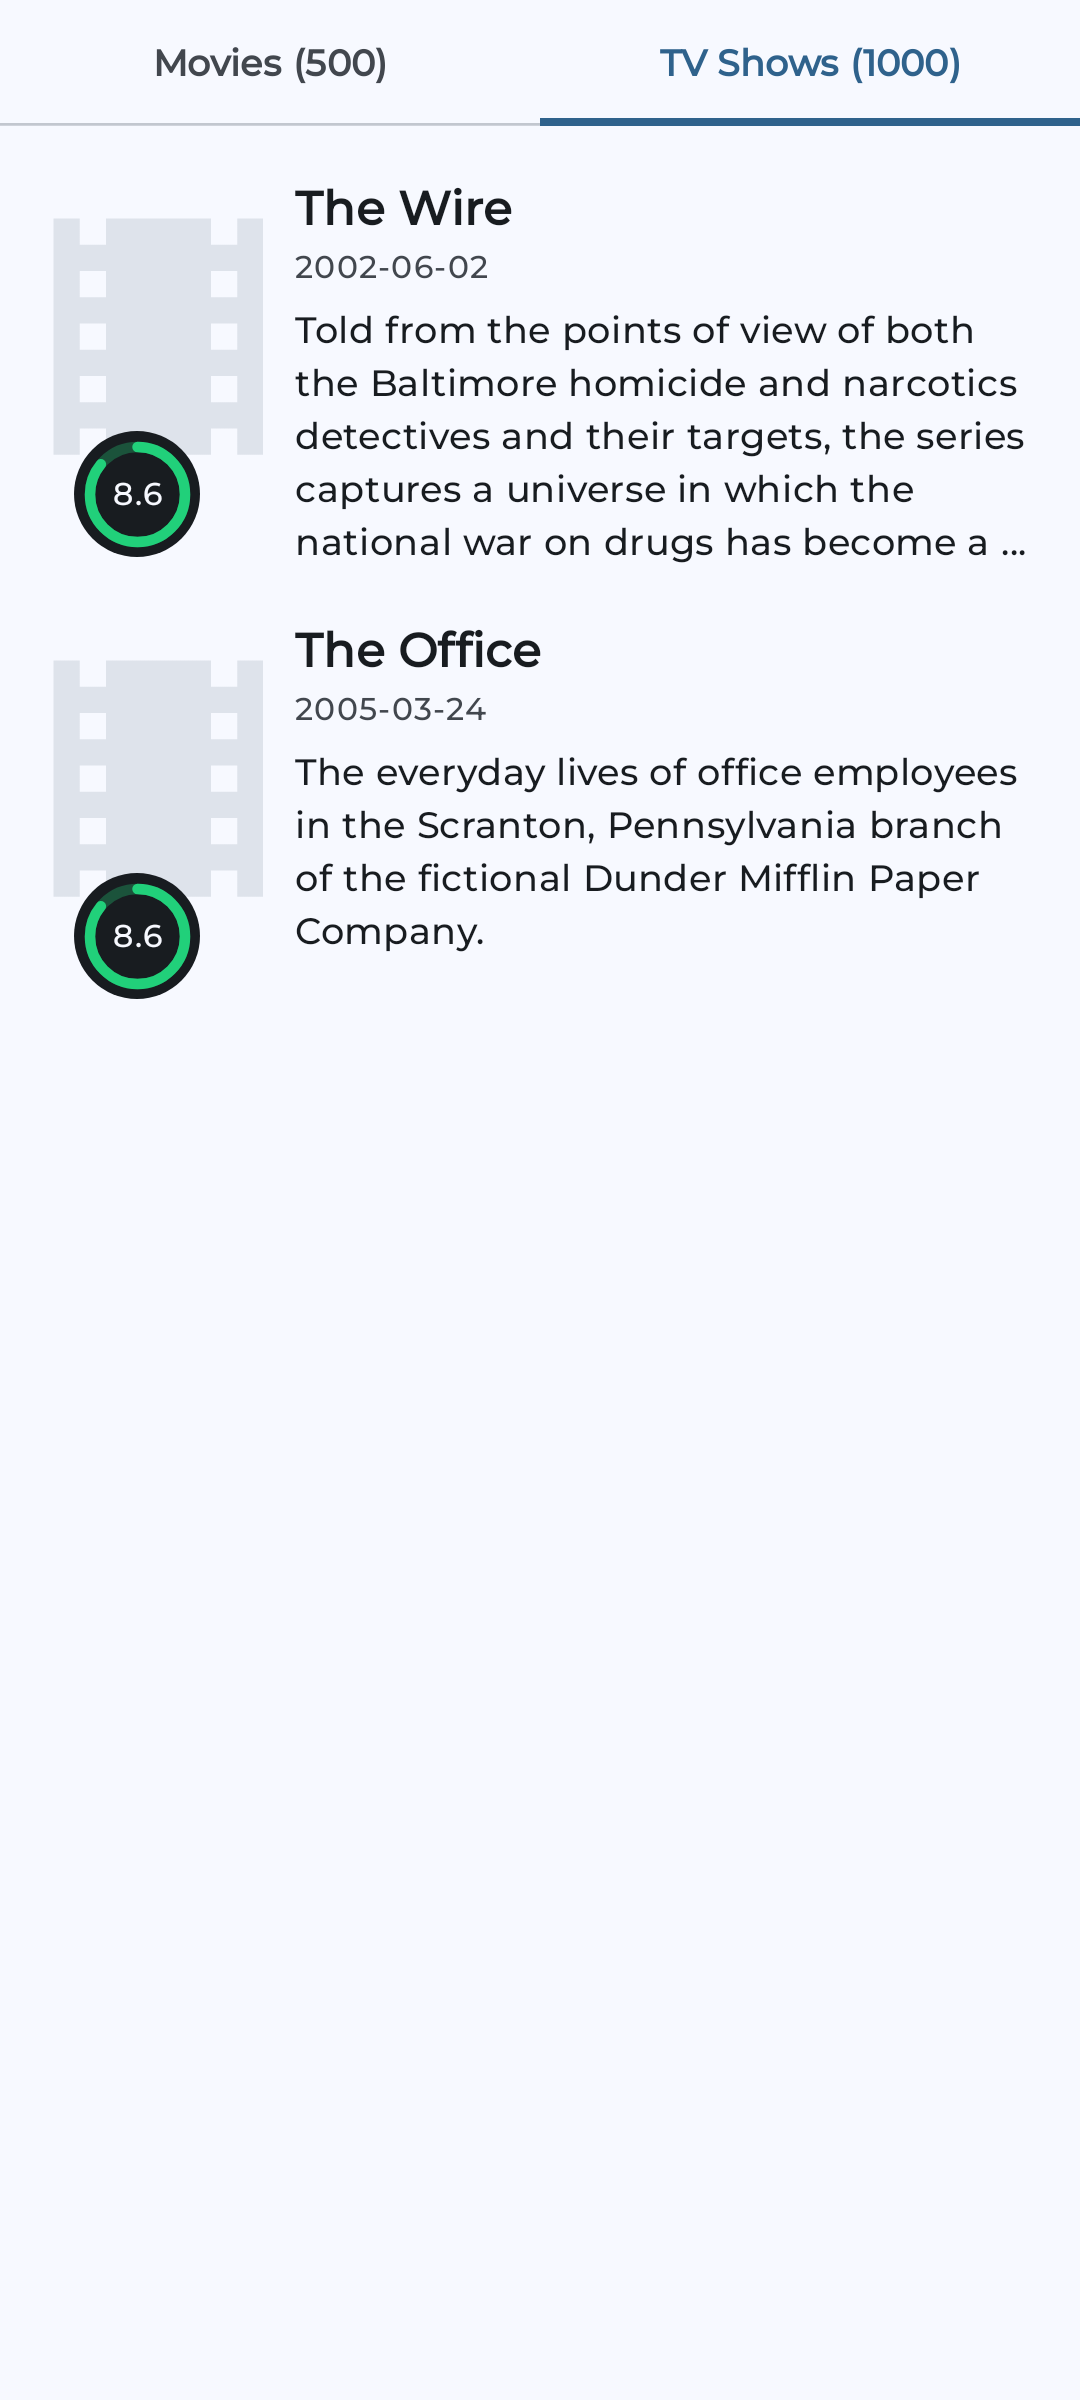 Movies (500)
TV Shows (1000)
The Wire
2002-06-02
Told from the points of view of both
the Baltimore homicide and narcotics
detectives and their targets, the series
captures a universe in which the
national war on drugs has become a ...
8.6
The Office
2005-03-24
The everyday lives of office employees
in the Scranton, Pennsylvania branch
of the fictional Dunder Mifflin Paper
Company.
8.6